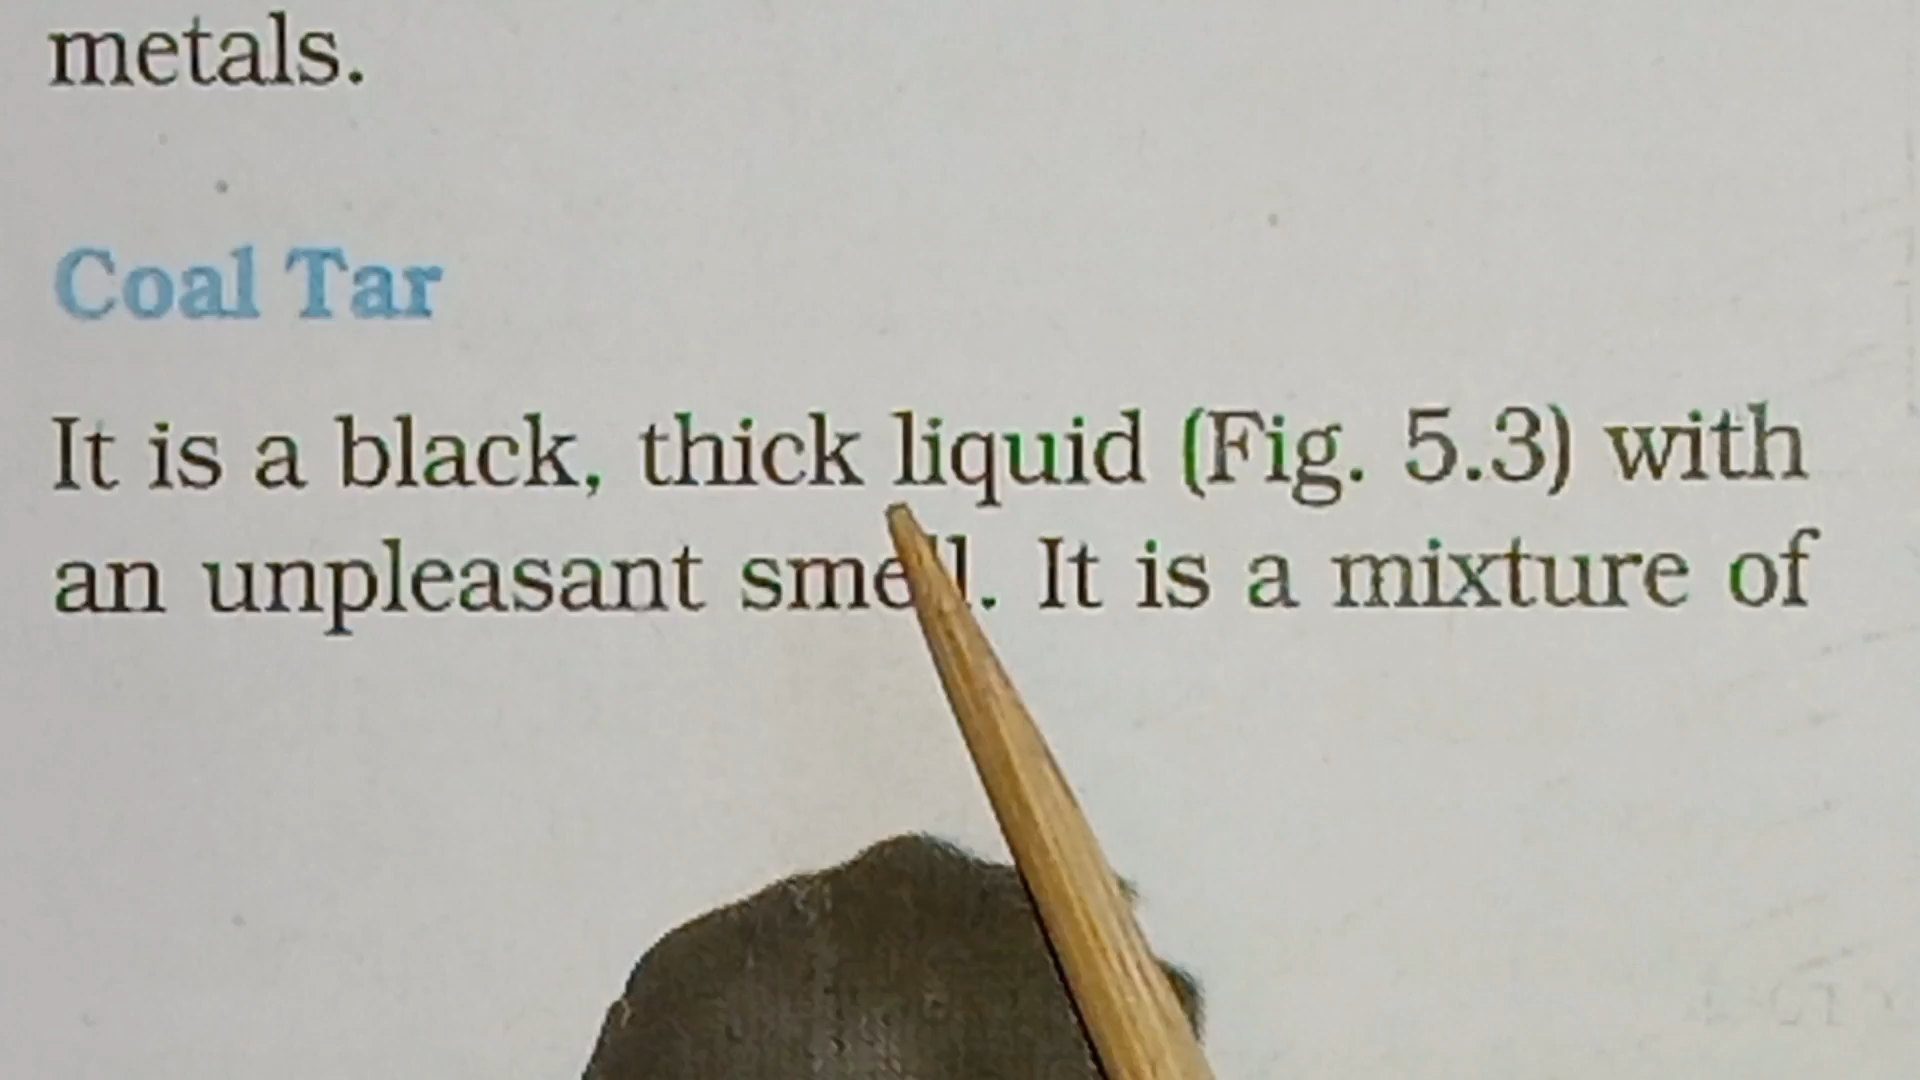 metals.
Coal Tar
It is a black, thick liquid (Fig. 5.3) with
an unpleasant smell. It is a mixture of